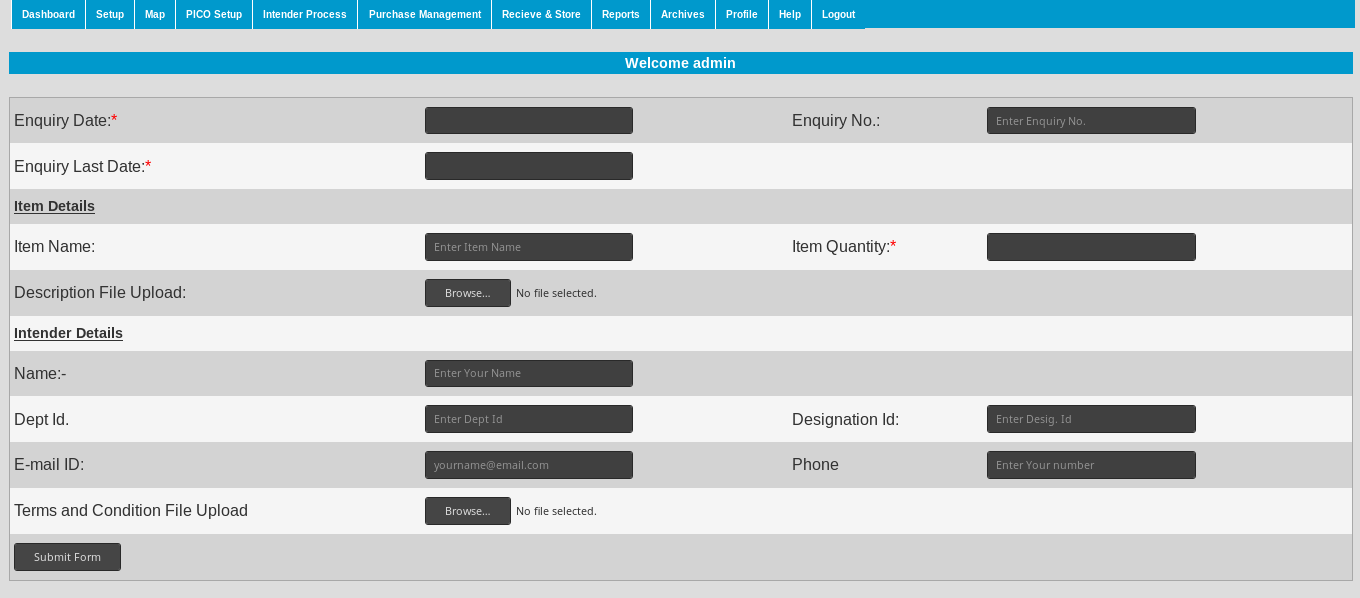 Dashboard Setup Map PICO Setup Intender Process Purchase Management Recieve & Store Reports Archives Profile Help Logout
Welcome admin
Enquiry Date:* Enquiry No.: Enter Enquiry No.
Enquiry Last Date:*
Item Details
Item Name: Enter Item Name Item Quantity:*
Description File Upload: Browse... No file selected.
Intender Details
Name:- Enter Your Name
Dept Id. Enter Dept Id Designation Id: Enter Desig. Id
E-mail ID: yourname@email.com Phone Enter Your number
Terms and Condition File Upload Browse... No file selected.
Submit Form